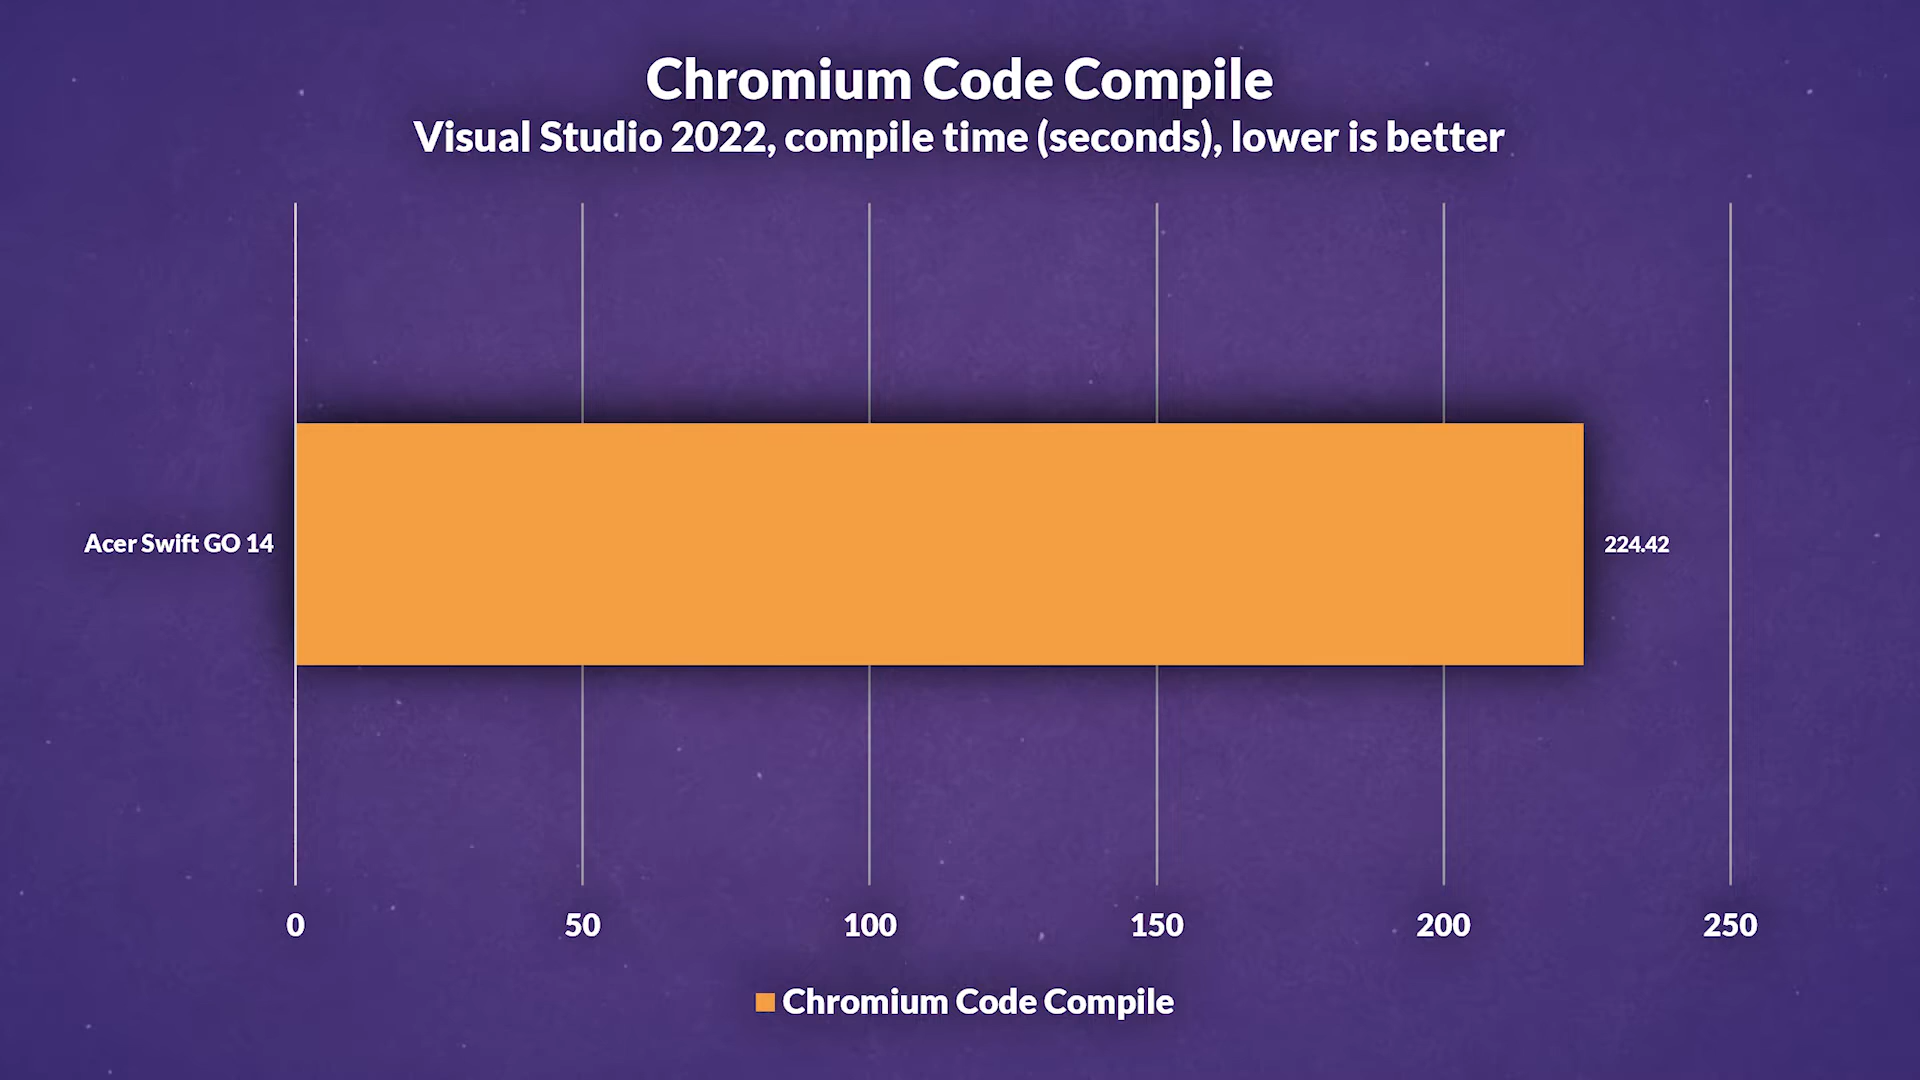 Chromium Code Compile
Visual Studio 2022, compile time (seconds), lower is better
Acer Swift GO 14
224.42
0 50 100 150 200 250
Chromium Code Compile